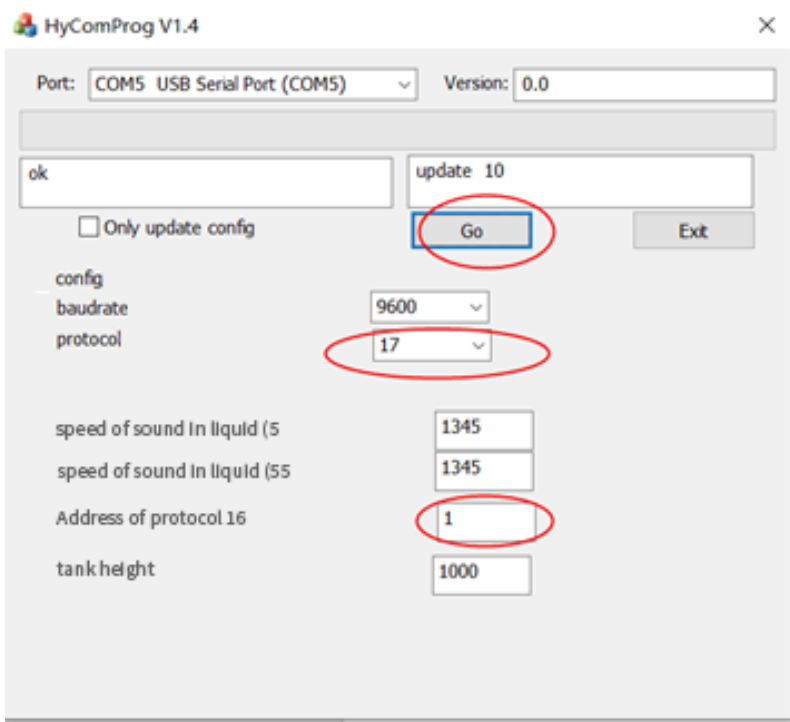 HyComProg V1.4
Port: COM5 USB Serial Port (COM5) Version: 0.0
ok update 10
Only update config Go Exit
config
baudrate 9600
protocol 17
speed of sound in liquid (5 1345
speed of sound in liquid (55 1345
Address of protocol 16 1
tank height 1000